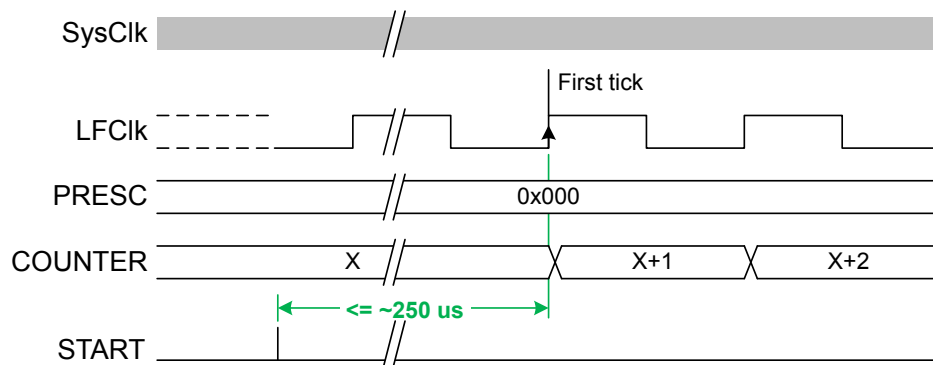 SysClk
First tick
LFClk
PRESC 0x000
COUNTER X X+1 X+2
<= ~250 us
START